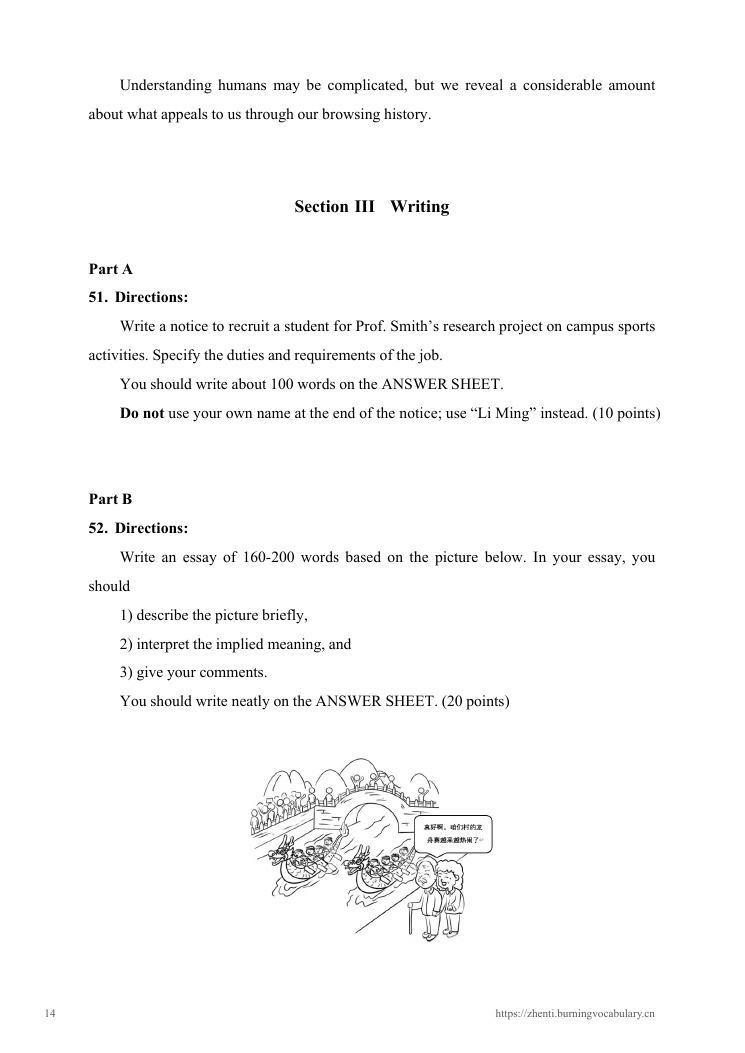 Understanding humans may be complicated, but we reveal a considerable amount
about what appeals to us through our browsing history.
Section III Writing
Part A
51. Directions:
Write a notice to recruit a student for Prof. Smith’s research project on campus sports
activities. Specify the duties and requirements of the job.
You should write about 100 words on the ANSWER SHEET.
Do not use your own name at the end of the notice; use “Li Ming” instead. (10 points)
Part B
52. Directions:
Write an essay of 160-200 words based on the picture below. In your essay, you
should
1) describe the picture briefly,
2) interpret the implied meaning, and
3) give your comments.
You should write neatly on the ANSWER SHEET. (20 points)
真好啊，咱们村的龙
舟赛越来越热闹了
14
https://zhenti.burningvocabulary.cn